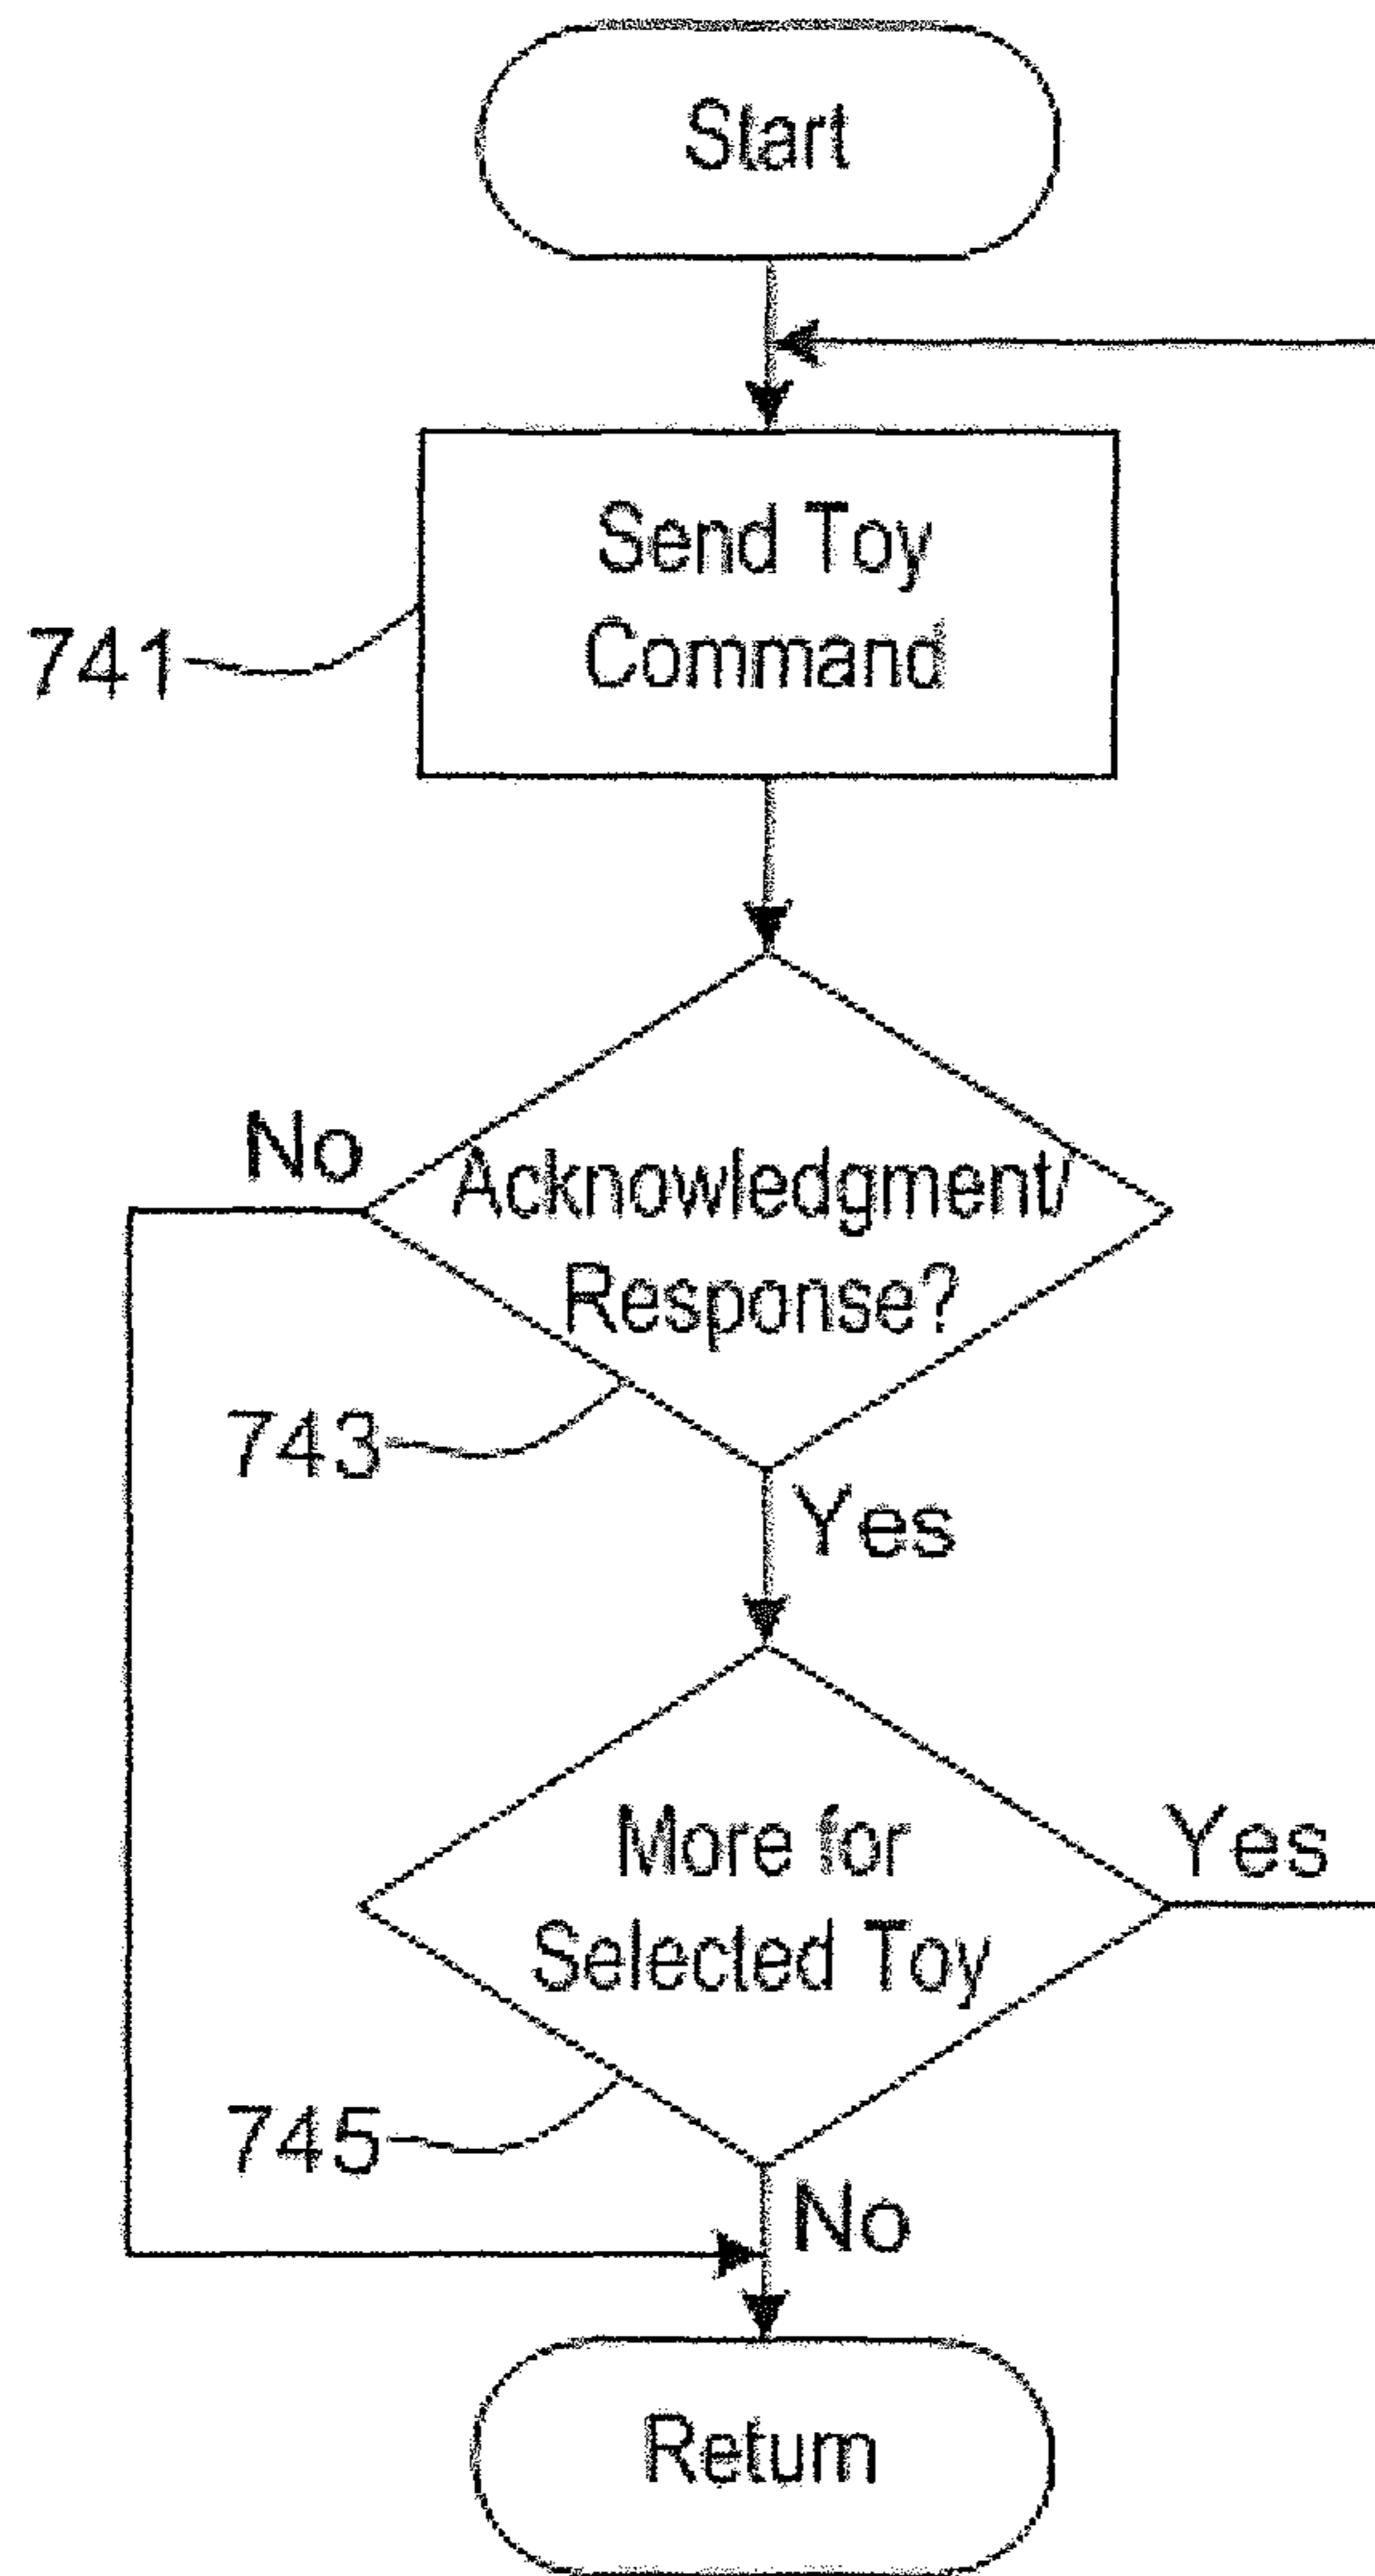 Start
Send Toy
Command
741
No
Acknowledgment/
Response?
743
Yes
More for
Selected Toy
Yes
745
No
Return